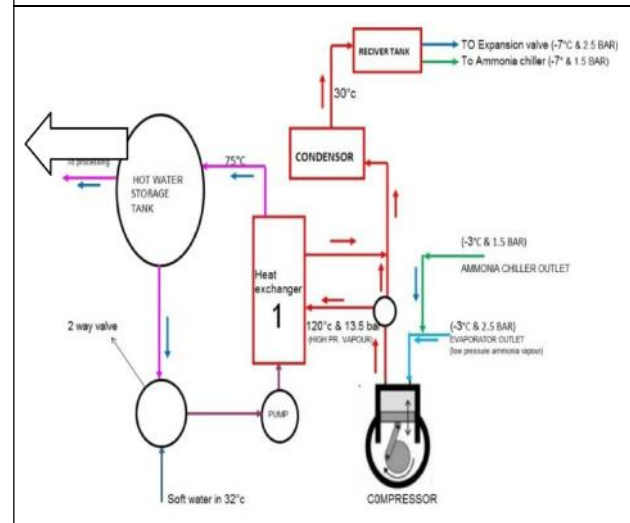 RECIVER TANK
TO Expansion valve (-7°C & 2.5 BAR)
To Ammonia chiller (-7° & 1.5 BAR)
30°c
CONDENSOR
75°C
To processing
HOT WATER
STORAGE
TANK
(-3°C & 1.5 BAR)
AMMONIA CHILLER OUTLET
Heat
exchanger
1
2 way valve
120°c & 13.5 bar
(HIGH PR. VAPOUR)
(-3°C & 2.5 BAR)
EVAPORATOR OUTLET
(low pressure ammonia vapour)
PUMP
Soft water in 32°c
COMPRESSOR